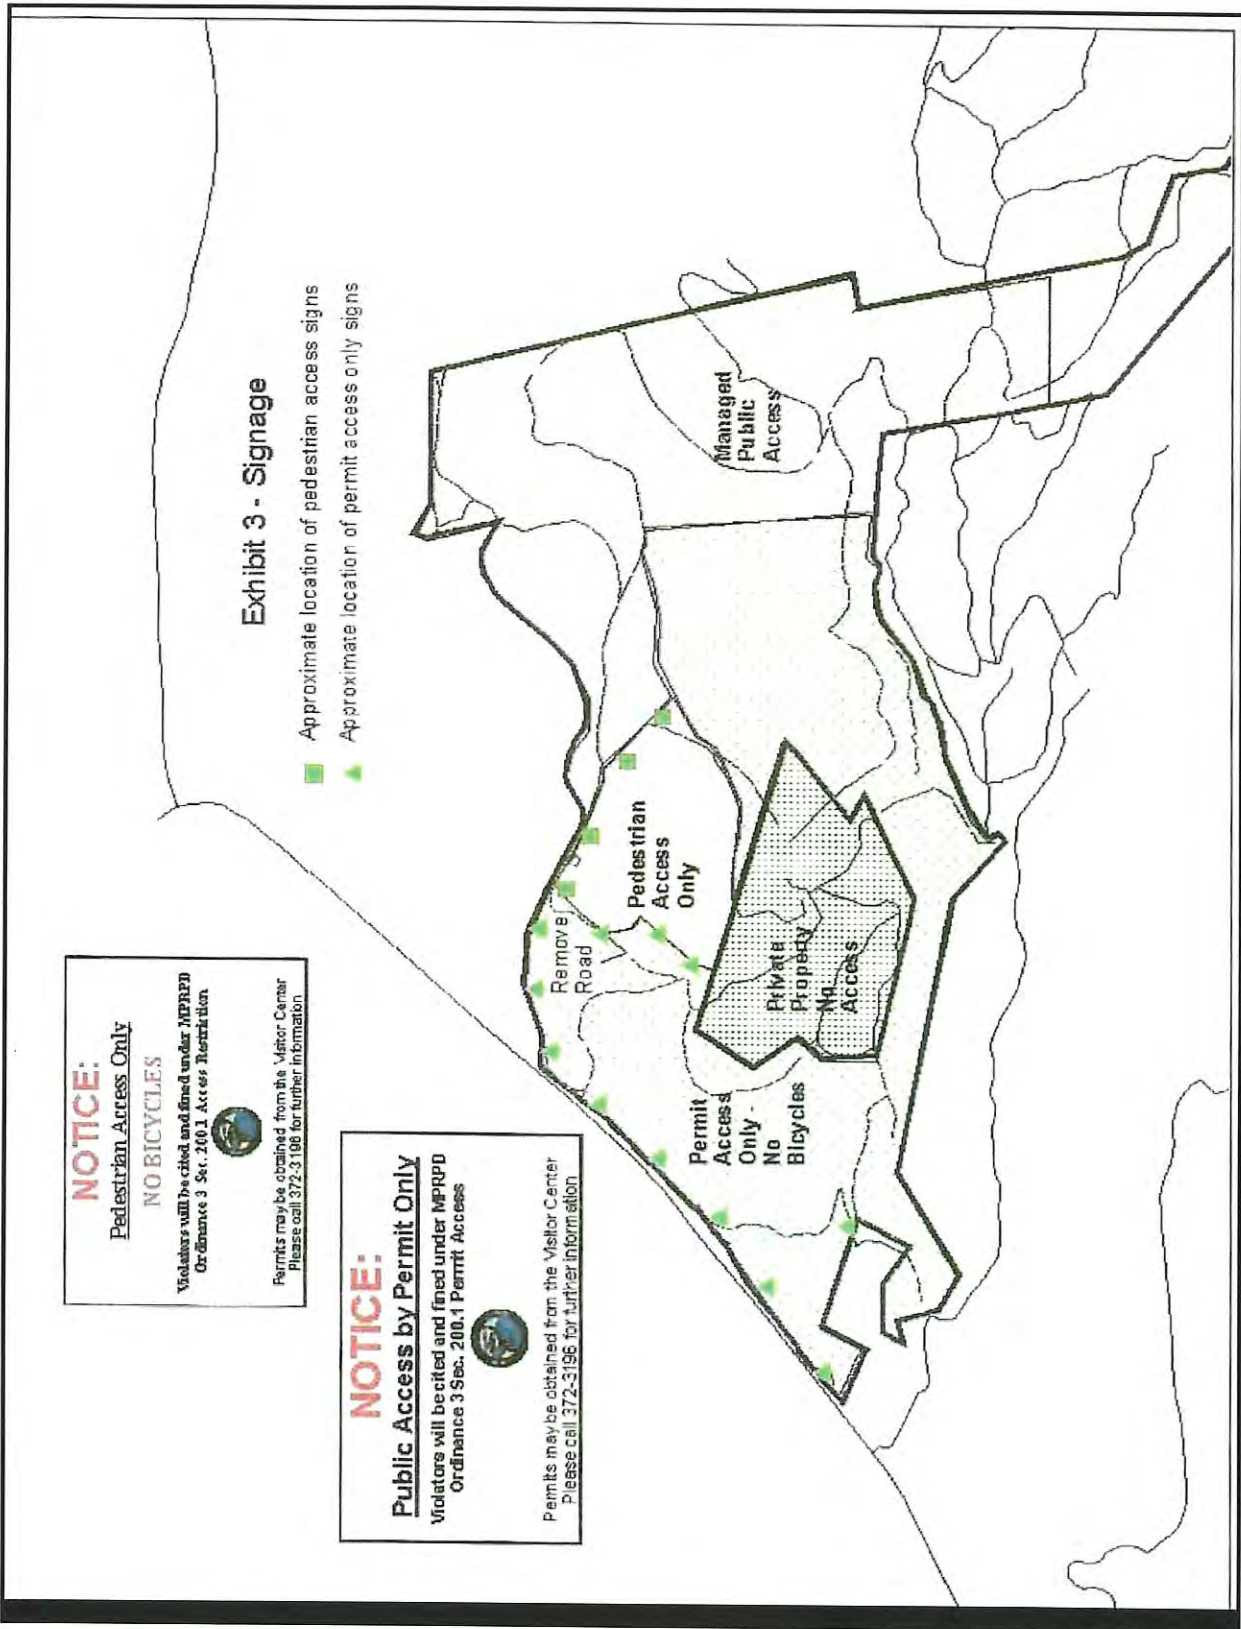 NOTICE:
Pedestrian Access Only
NO BICYCLES
Violators will be cited and fined under MPRPD
Ordinance 3 Sec. 200.1 Access Restriction
Permits may be obtained from the Visitor Center
Please call 372-3196 for further information
NOTICE:
Public Access by Permit Only
Violators will be cited and fined under MPRPD
Ordinance 3 Sec. 200.1 Permit Access
Permits may be obtained from the Visitor Center
Please call 372-3196 for further information
Exhibit 3 - Signage
Approximate location of pedestrian access signs
Approximate location of permit access only signs
Remove
Road
Pedestrian
Access
Only
Managed
Public
Access
Private
Property
No
Access
Permit
Access
Only -
No
Bicycles